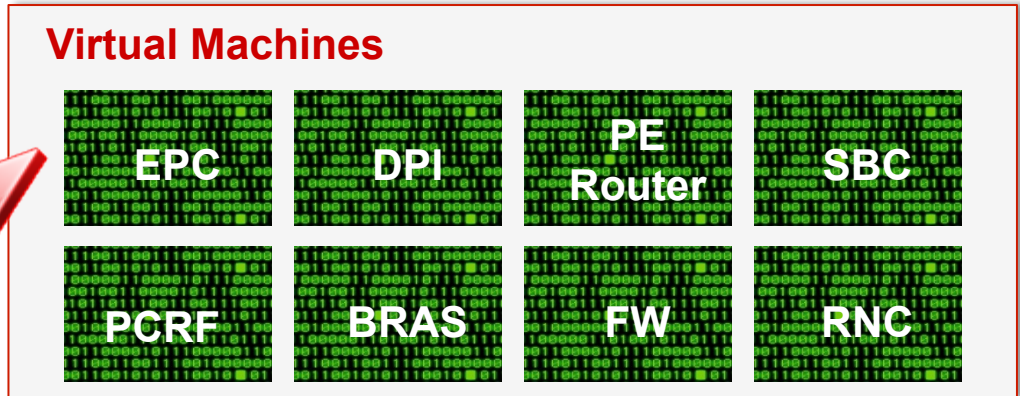 Virtual Machines
EPC
DPI
PE
Router
SBC
PCRF
BRAS
FW
RNC